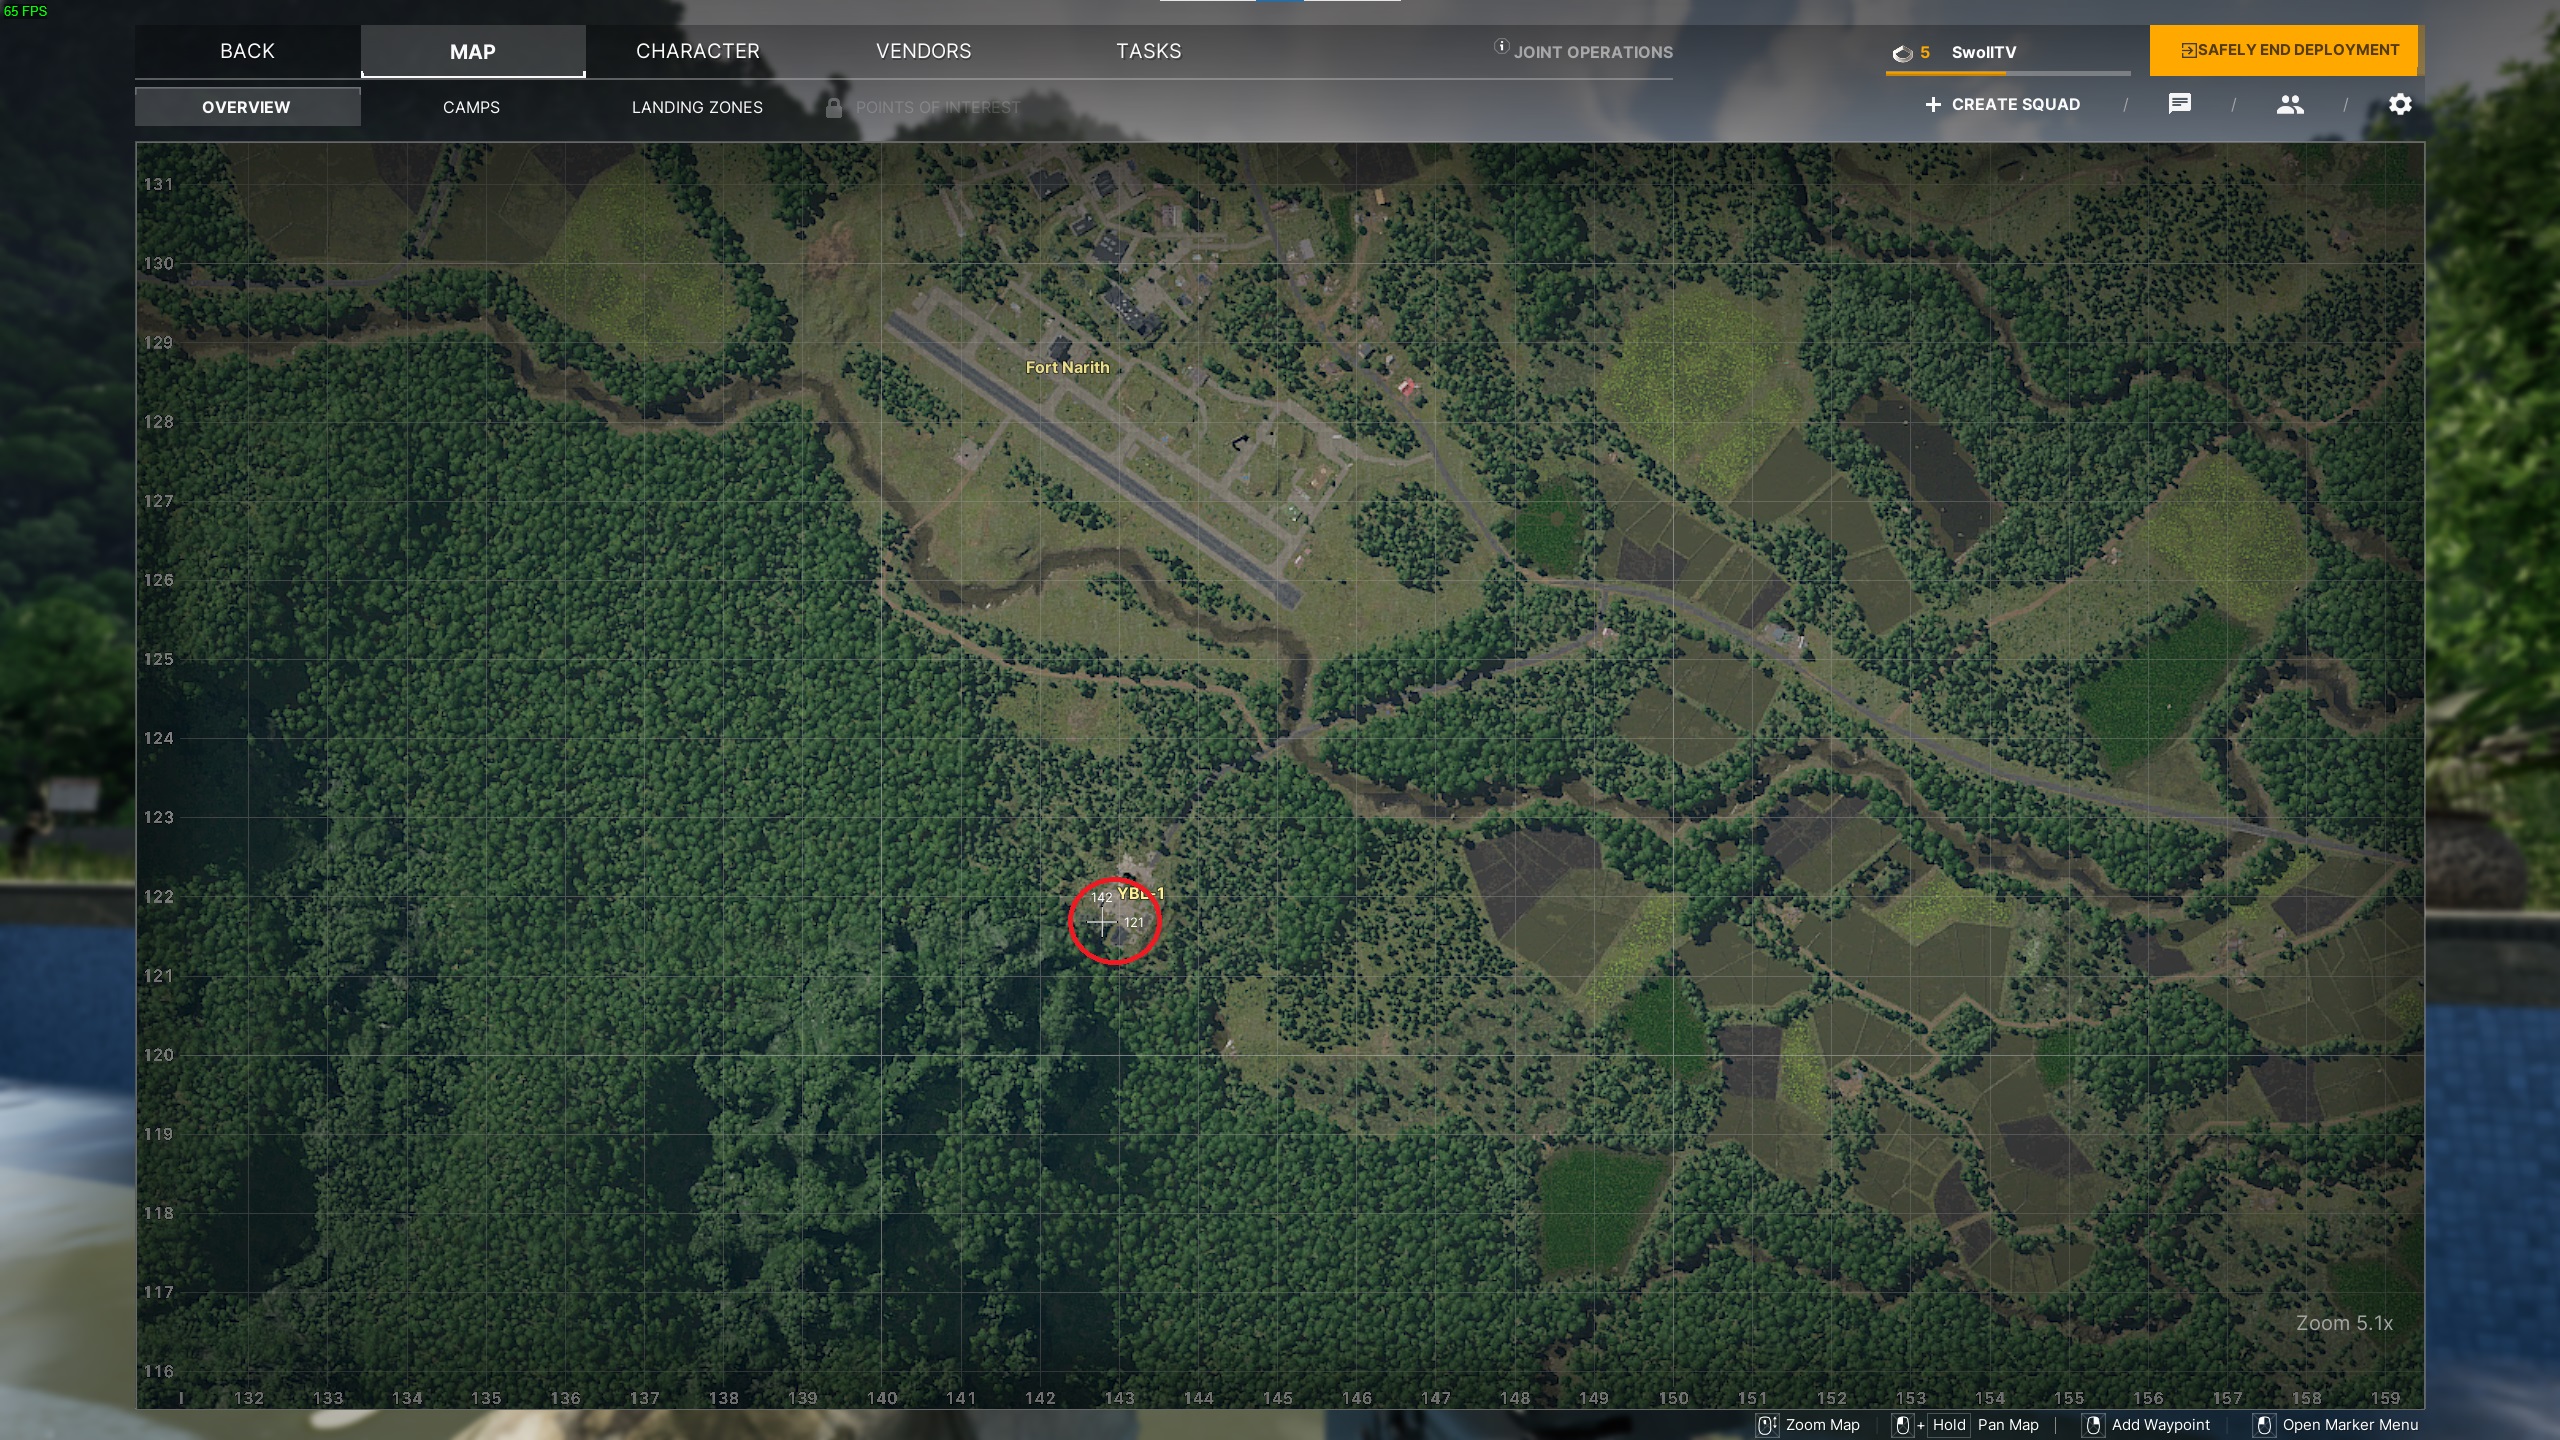 65 FPS
BACK
MAP
CHARACTER
VENDORS
TASKS
JOINT OPERATIONS
5
SwollTV
SAFELY END DEPLOYMENT
OVERVIEW
CAMPS
LANDING ZONES
POINTS OF INTEREST
CREATE SQUAD
/
/
/
131
130
129
Fort Narith
128
127
126
125
124
123
122
142 YBL-1
121
121
120
119
118
117
Zoom 5.1x
116
132 133 134 135 136 137 138 139 140 141 142 143 144 145 146 147 148 149 150 151 152 153 154 155 156 157 158 159
Zoom Map
+ Hold Pan Map
Add Waypoint
Open Marker Menu